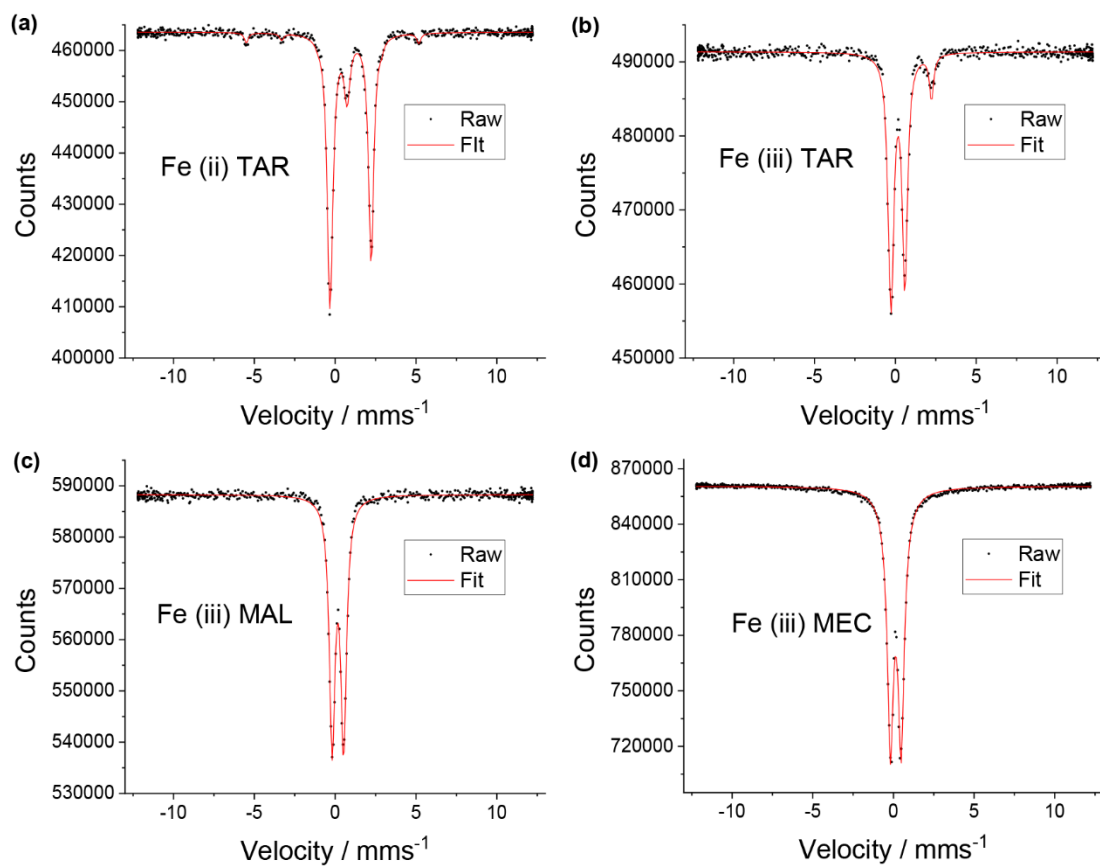 (a)
460000
450000
440000
430000
420000
410000
400000
Counts
-10 -5 0 5 10
Velocity / mms-1
Raw
FIt
Fe (ii) TAR
(b)
490000
480000
470000
460000
450000
Counts
-10 -5 0 5 10
Velocity / mms-1
Raw
Fit
Fe (iii) TAR
(c)
590000
580000
570000
560000
550000
540000
530000
Counts
-10 -5 0 5 10
Velocity / mms-1
Raw
Fit
Fe (iii) MAL
(d)
870000
840000
810000
780000
750000
720000
Counts
-10 -5 0 5 10
Velocity / mms-1
Raw
Fit
Fe (iii) MEC